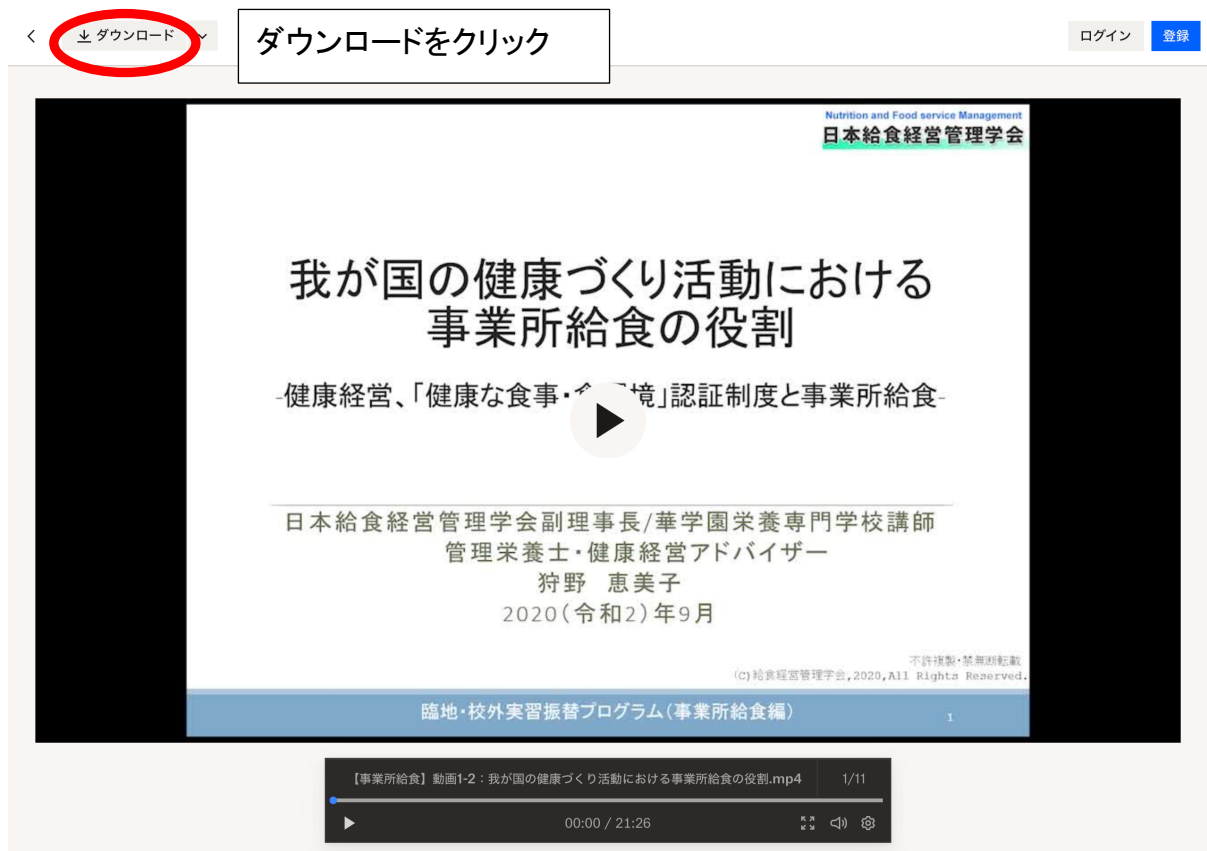 ダウンロード
ダウンロードをクリック
ログイン
登録
Nutrition and Food service Management
日本給食経営管理学会
我が国の健康づくり活動における
事業所給食の役割
-健康経営、「健康な食事・ 境」認証制度と事業所給食-
日本給食経営管理学会副理事長/華学園栄養専門学校講師
管理栄養士・健康経営アドバイザー
狩野 恵美子
2020(令和2)年9月
不許複製・禁無断転載
(C)給食経営管理学会,2020,All Rights Reserved.
臨地・校外実習振替プログラム(事業所給食編)
1
【事業所給食】動画1-2：我が国の健康づくり活動における事業所給食の役割.mp4
1/11
00:00 / 21:26